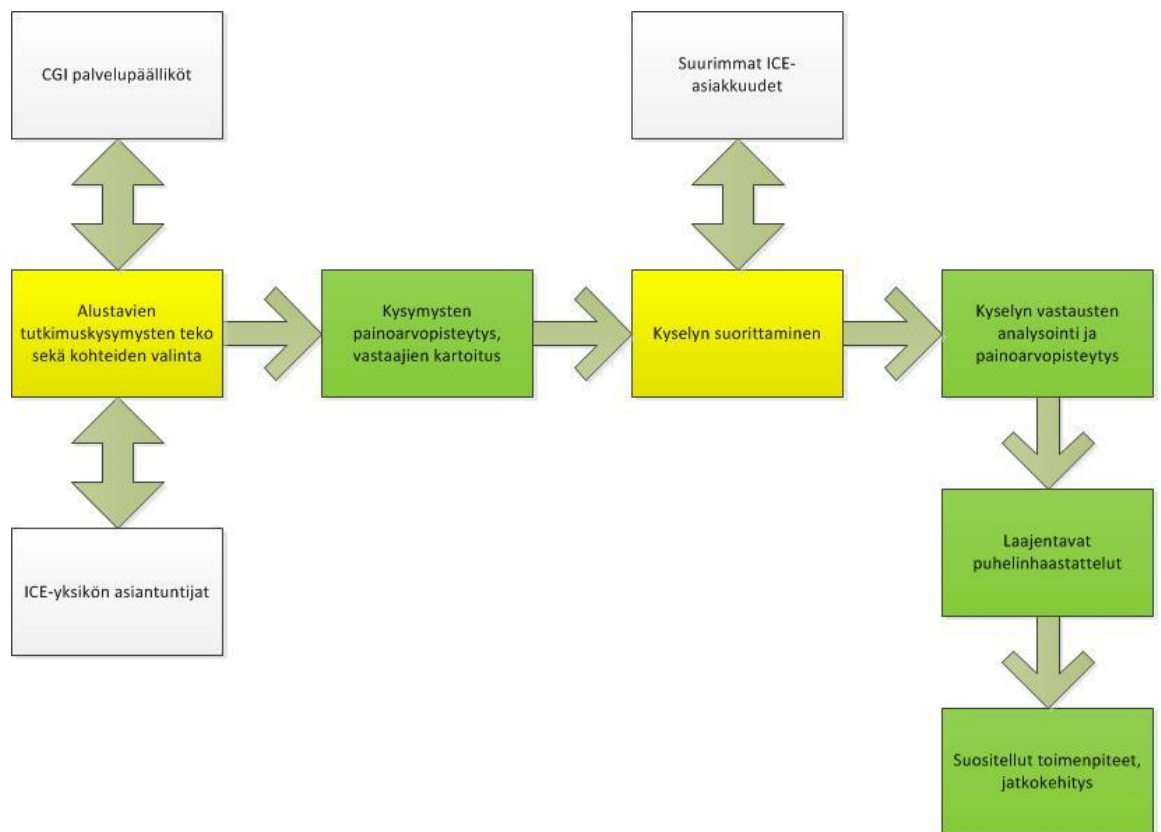 CGI palvelupäälliköt
Suurimmat ICE-
asiakkuudet
Alustavien
tutkimuskysymysten teko
sekä kohteiden valinta
Kysymysten
painoarvopisteytys,
vastaajien kartoitus
Kyselyn suorittaminen
Kyselyn vastausten
analysointi ja
painoarvopisteytys
Laajentavat
puhelinhaastattelut
ICE-yksikön asiantuntijat
Suositellut toimenpiteet,
jatkokehitys